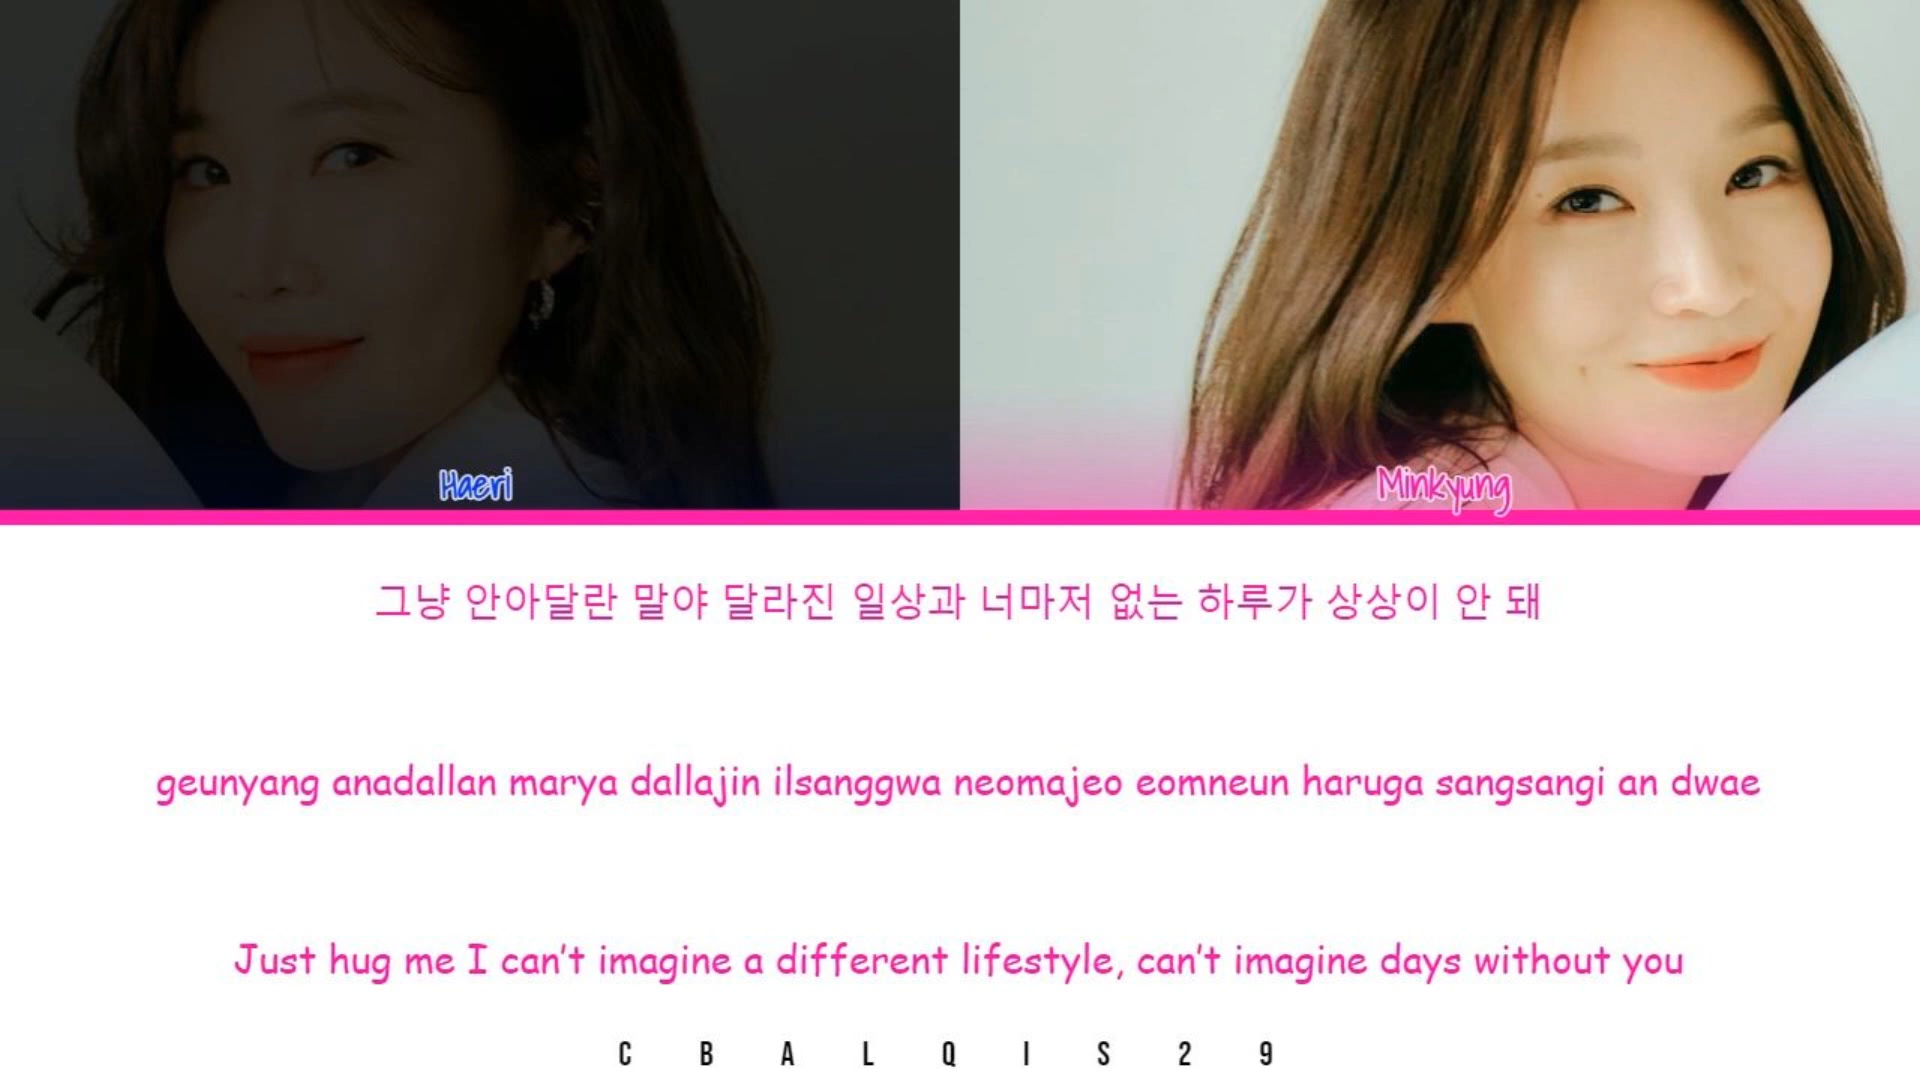 Haeri
Minkyung
그냥 안아달란 말야 달라진 일상과 너마저 없는 하루가 상상이 안 돼
geunyang anadallan marya dallajin ilsanggwa neomajeo eomneun haruga sangsangi an dwae
Just hug me I can't imagine a different lifestyle, can't imagine days without you
CBALQIS29